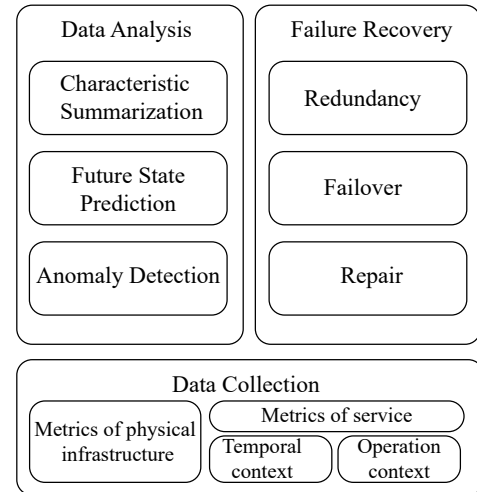 Data Analysis
Characteristic
Summarization
Future State
Prediction
Anomaly Detection
Failure Recovery
Redundancy
Failover
Repair
Data Collection
Metrics of physical
infrastructure
Metrics of service
Temporal
context
Operation
context